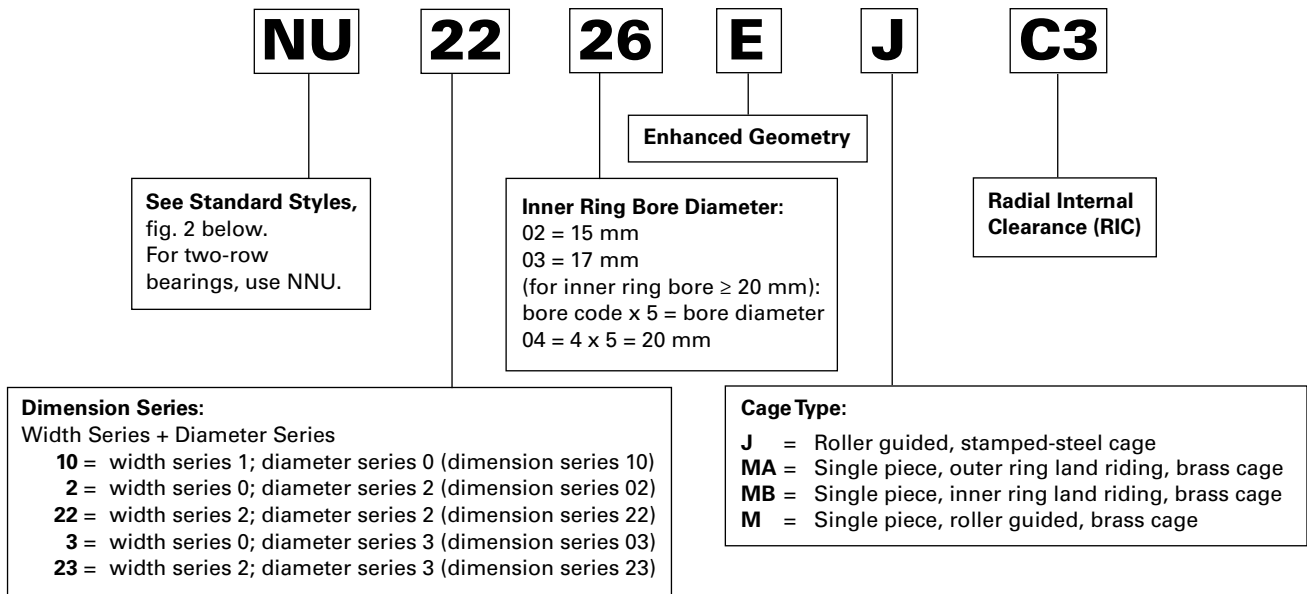 NU 22 26 E J C3
Enhanced Geometry
See Standard Styles,
fig. 2 below.
For two-row
bearings, use NNU.
Inner Ring Bore Diameter:
02 = 15 mm
03 = 17 mm
(for inner ring bore ≥ 20 mm):
bore code x 5 = bore diameter
04 = 4 x 5 = 20 mm
Radial Internal
Clearance (RIC)
Dimension Series:
Width Series + Diameter Series
10 = width series 1; diameter series 0 (dimension series 10)
2 = width series 0; diameter series 2 (dimension series 02)
22 = width series 2; diameter series 2 (dimension series 22)
3 = width series 0; diameter series 3 (dimension series 03)
23 = width series 2; diameter series 3 (dimension series 23)
Cage Type:
J = Roller guided, stamped-steel cage
MA = Single piece, outer ring land riding, brass cage
MB = Single piece, inner ring land riding, brass cage
M = Single piece, roller guided, brass cage